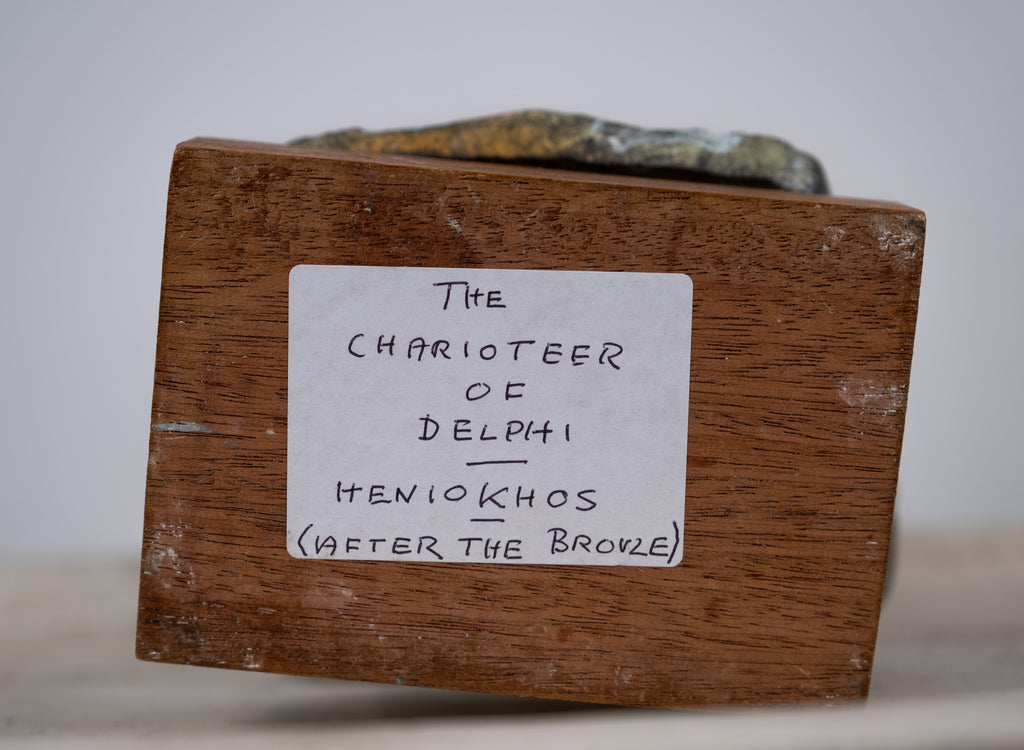 THE
CHARIOTEER
OF
DELPHI
HENIOKHOS
(AFTER THE BRONZE)